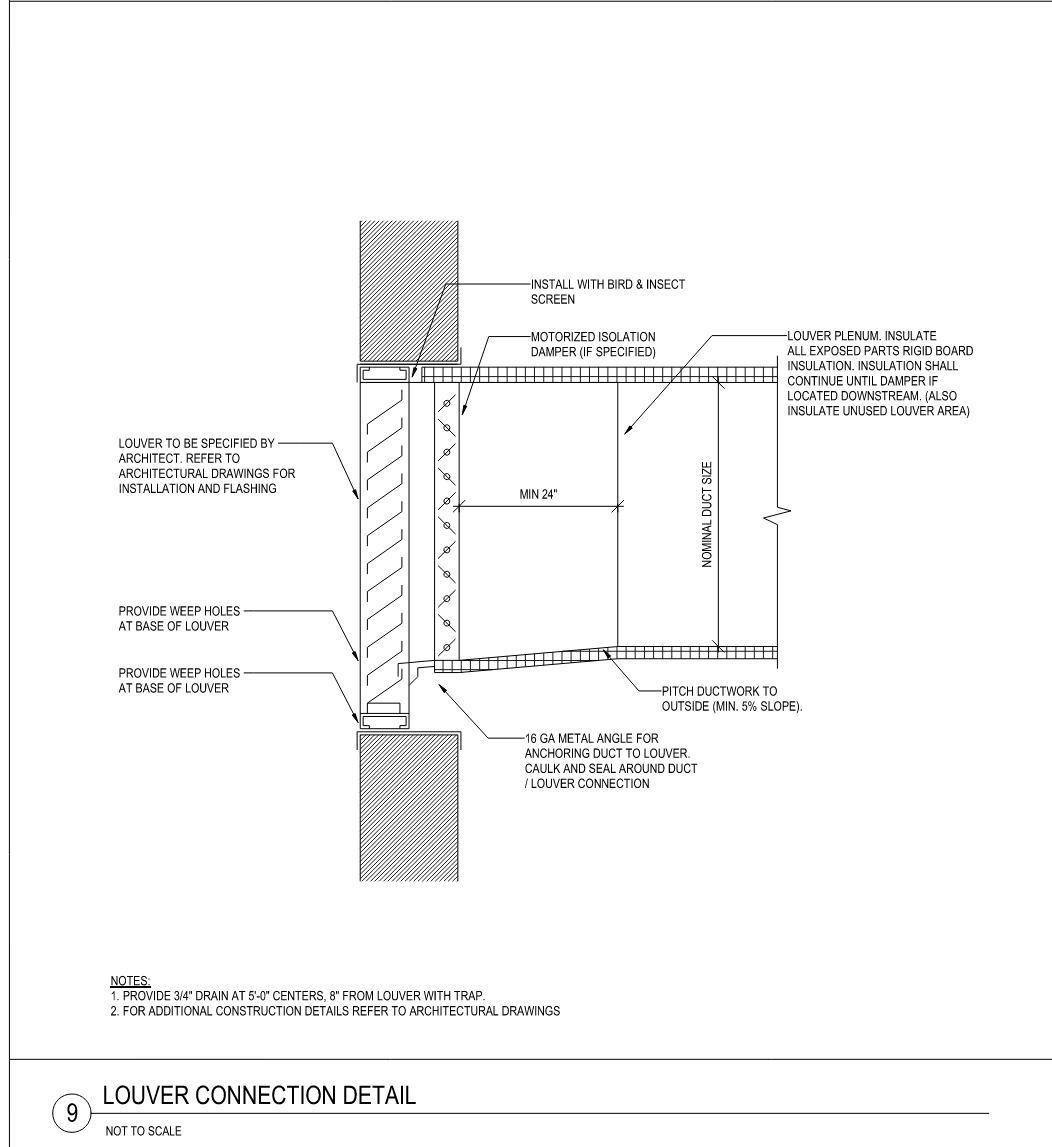 INSTALL WITH BIRD & INSECT
SCREEN
MOTORIZED ISOLATION
DAMPER (IF SPECIFIED)
LOUVER PLENUM. INSULATE
ALL EXPOSED PARTS RIGID BOARD
INSULATION. INSULATION SHALL
CONTINUE UNTIL DAMPER IF
LOCATED DOWNSTREAM. (ALSO
INSULATE UNUSED LOUVER AREA)
LOUVER TO BE SPECIFIED BY
ARCHITECT. REFER TO
ARCHITECTURAL DRAWINGS FOR
INSTALLATION AND FLASHING
MIN 24"
NOMINAL DUCT SIZE
PROVIDE WEEP HOLES
AT BASE OF LOUVER
PROVIDE WEEP HOLES
AT BASE OF LOUVER
PITCH DUCTWORK TO
OUTSIDE (MIN. 5% SLOPE).
16 GA METAL ANGLE FOR
ANCHORING DUCT TO LOUVER.
CAULK AND SEAL AROUND DUCT
/ LOUVER CONNECTION
NOTES:
1. PROVIDE 3/4" DRAIN AT 5'-0" CENTERS, 8" FROM LOUVER WITH TRAP.
2. FOR ADDITIONAL CONSTRUCTION DETAILS REFER TO ARCHITECTURAL DRAWINGS
9
LOUVER CONNECTION DETAIL
NOT TO SCALE